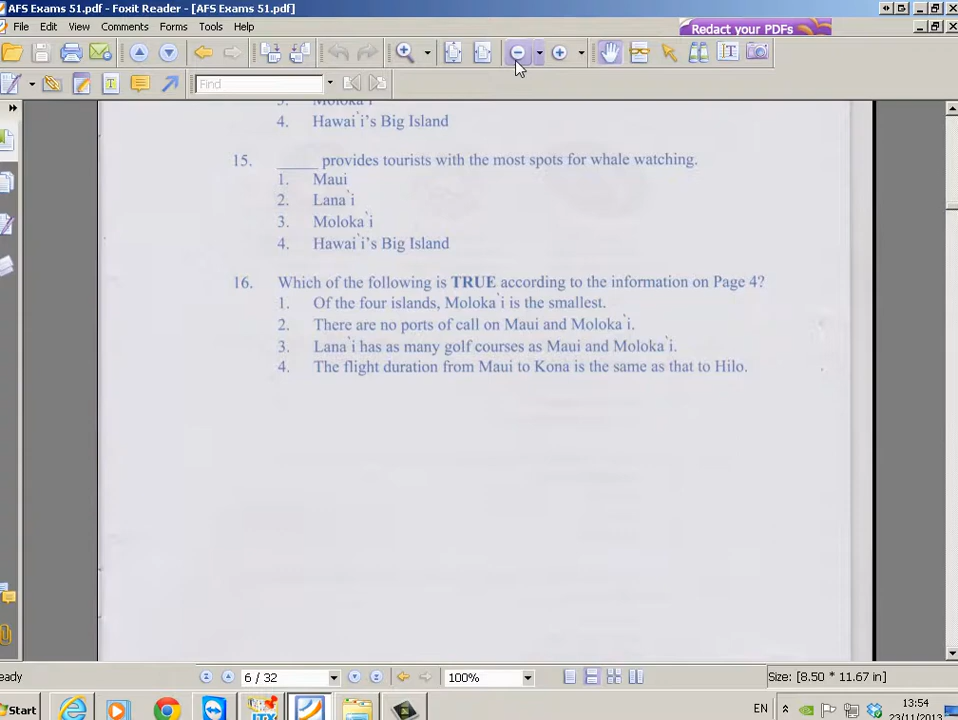 AFS Exams 51.pdf - Foxit Reader - [AFS Exams 51.pdf]
File Edit View Comments Forms Tools Help
Redact your PDFs
Find
3. Moloka`i
4. Hawai`i's Big Island
15. _____ provides tourists with the most spots for whale watching.
1. Maui
2. Lana`i
3. Moloka`i
4. Hawai`i's Big Island
16. Which of the following is TRUE according to the information on Page 4?
1. Of the four islands, Moloka`i is the smallest.
2. There are no ports of call on Maui and Moloka`i.
3. Lana`i has as many golf courses as Maui and Moloka`i.
4. The flight duration from Maui to Kona is the same as that to Hilo.
eady
6 / 32
100%
Size: [8.50 * 11.67 in]
Start
EN
13:54
23/11/2013